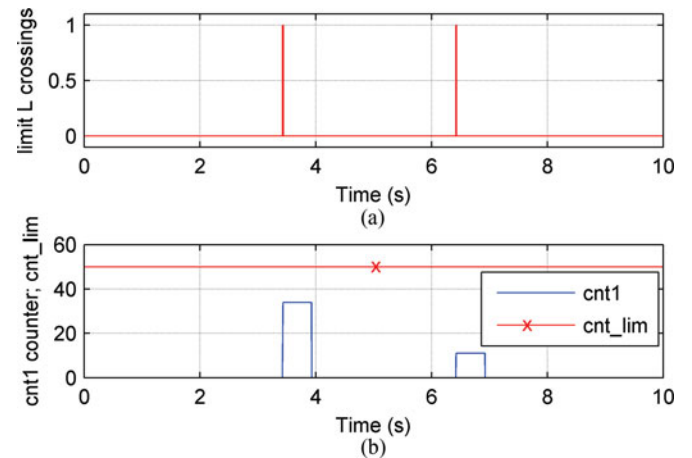 limit L crossings
1
0.5
0
0 2 4 6 8 10
Time (s)
(a)
cnt1 counter; cnt_lim
60
40
20
0
cnt1
cnt_lim
0 2 4 6 8 10
Time (s)
(b)